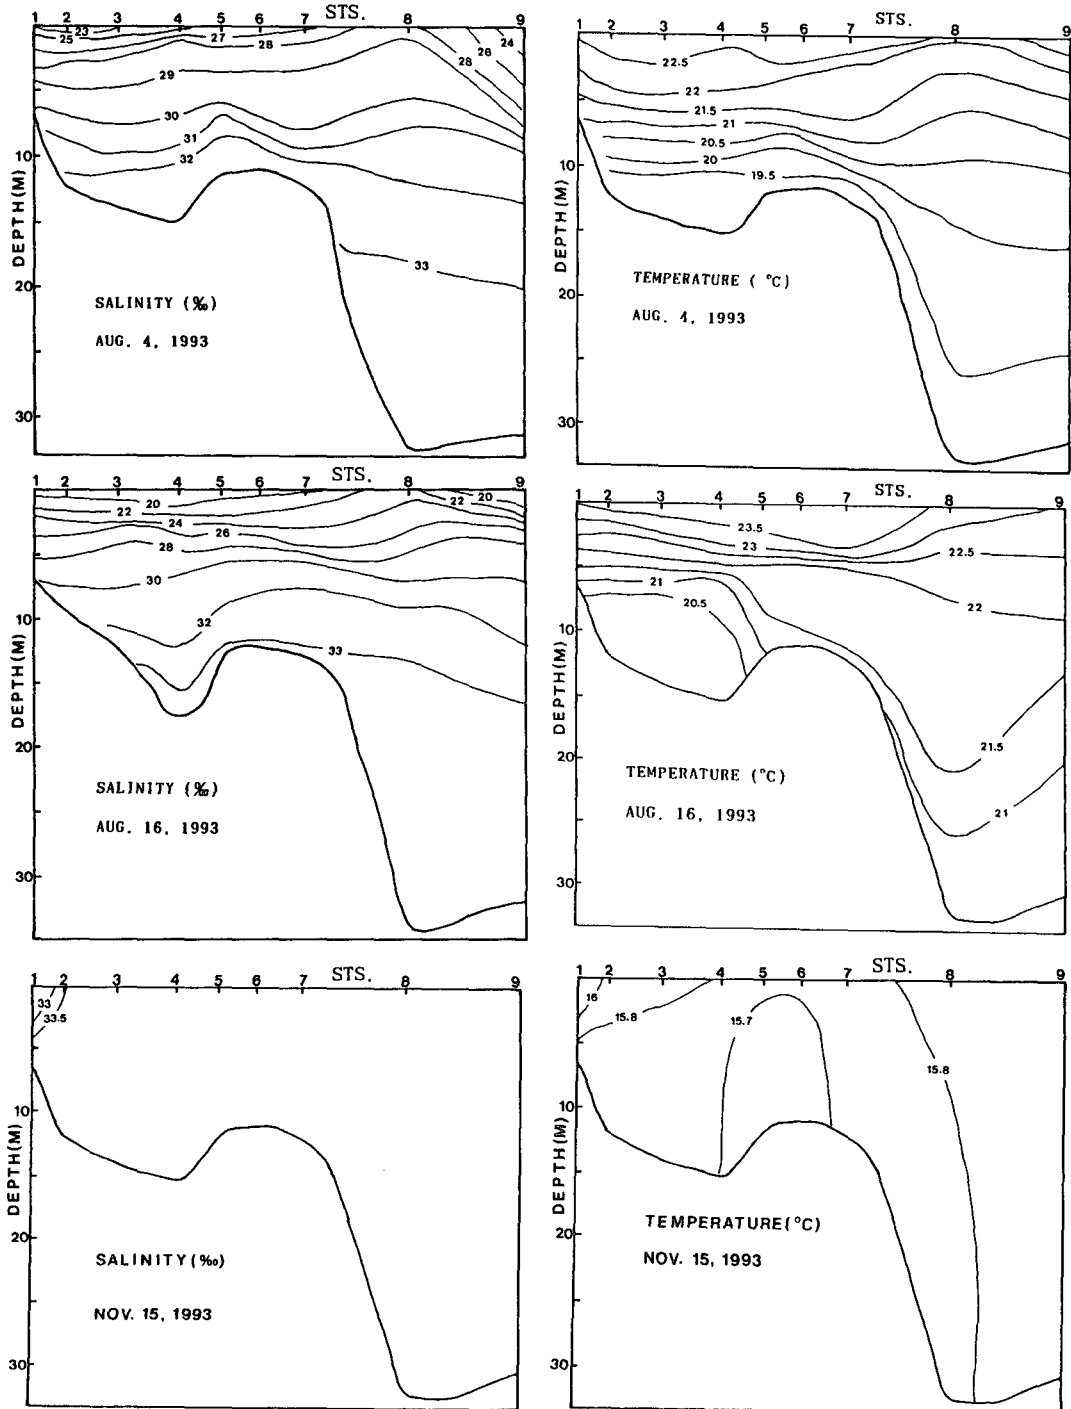 STS.
1 2 3 4 5 6 7 8 9
23
25
27
28
26
24
28
29
30
31
32
33
10
20
30
DEPTH(M)
SALINITY (‰)
AUG. 4, 1993
STS.
1 2 3 4 5 6 7 8 9
22.5
22
21.5
21
20.5
20
19.5
10
20
30
DEPTH(M)
TEMPERATURE ( °C)
AUG. 4, 1993
STS.
1 2 3 4 5 6 7 8 9
20
22
24
26
28
20
22
30
32
33
10
20
30
DEPTH(M)
SALINITY (‰)
AUG. 16, 1993
STS.
1 2 3 4 5 6 7 8 9
23.5
23
22.5
22
21
20.5
21.5
21
10
20
30
DEPTH(M)
TEMPERATURE (°C)
AUG. 16, 1993
STS.
1 2 3 4 5 6 7 8 9
33
33.5
10
20
30
DEPTH(M)
SALINITY (‰)
NOV. 15, 1993
STS.
1 2 3 4 5 6 7 8 9
16
15.8
15.7
15.8
10
20
30
DEPTH(M)
TEMPERATURE(°C)
NOV. 15, 1993